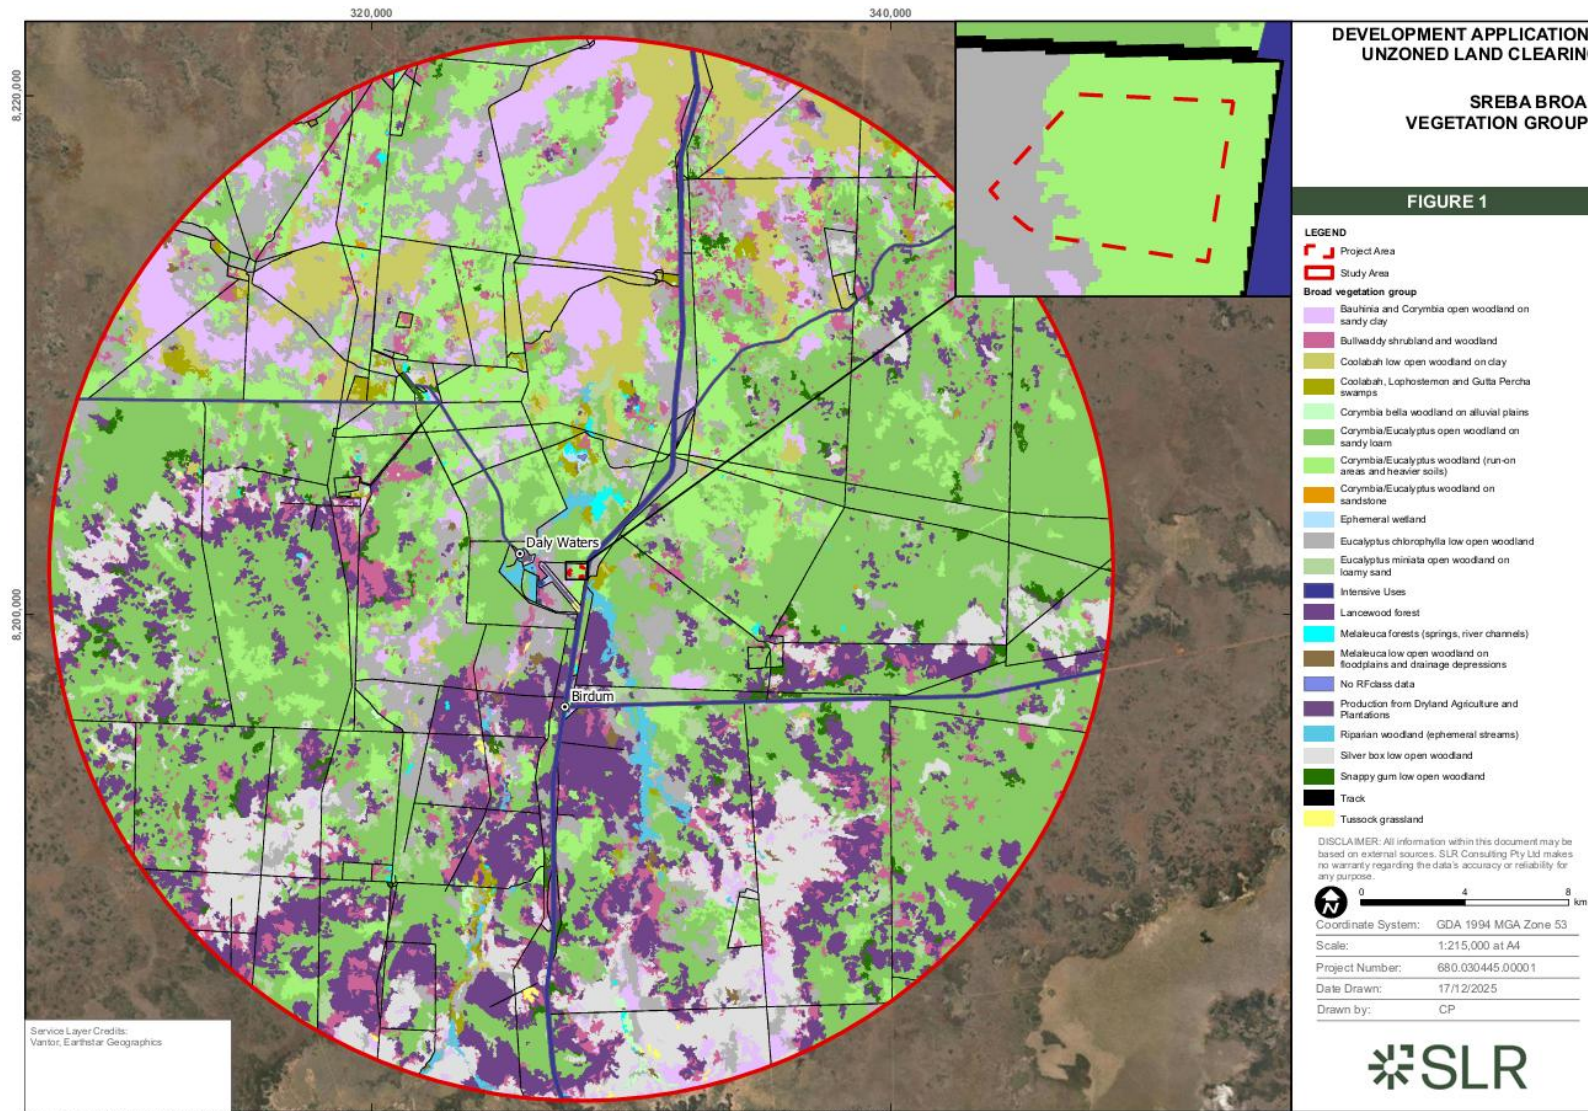 320,000
340,000
8,220,000
8,200,000
Daly Waters
Birdum
Service Layer Credits:
Vantor, Earthstar Geographics
DEVELOPMENT APPLICATION
UNZONED LAND CLEARING
SREBA BROA
VEGETATION GROUP
FIGURE 1
LEGEND
Project Area
Study Area
Broad vegetation group
Bauhinia and Corymbia open woodland on
sandy clay
Bullwaddy shrubland and woodland
Coolabah low open woodland on clay
Coolabah, Lophostemon and Gutta Percha
swamps
Corymbia bella woodland on alluvial plains
Corymbia/Eucalyptus open woodland on
sandy loam
Corymbia/Eucalyptus woodland (run-on
areas and heavier soils)
Corymbia/Eucalyptus woodland on
sandstone
Ephemeral wetland
Eucalyptus chlorophylla low open woodland
Eucalyptus miniata open woodland on
loamy sand
Intensive Uses
Lancewood forest
Melaleuca forests (springs, river channels)
Melaleuca low open woodland on
floodplains and drainage depressions
No RFclass data
Production from Dryland Agriculture and
Plantations
Riparian woodland (ephemeral streams)
Silver box low open woodland
Snappy gum low open woodland
Track
Tussock grassland
DISCLAIMER: All information within this document may be
based on external sources. SLR Consulting Pty Ltd makes
no warranty regarding the data's accuracy or reliability for
any purpose.
N
0 4 8
km
Coordinate System: GDA 1994 MGA Zone 53
Scale: 1:215,000 at A4
Project Number: 680.030445.00001
Date Drawn: 17/12/2025
Drawn by: CP
SLR